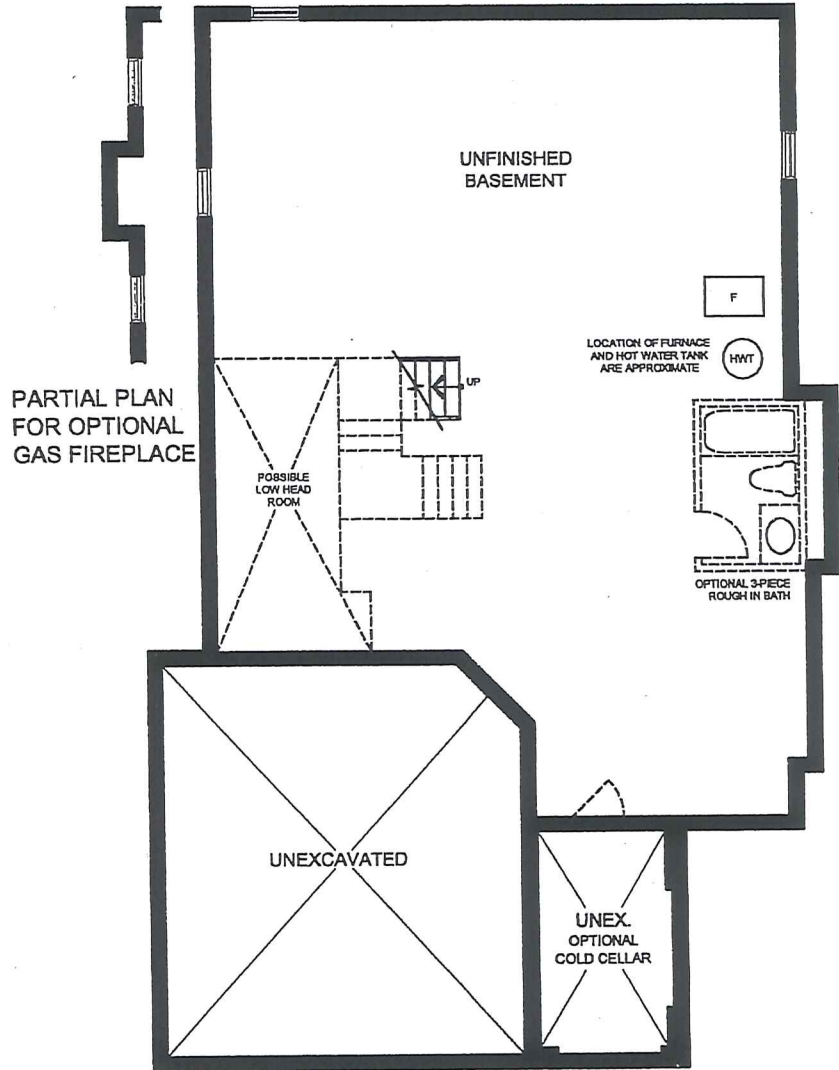 UNFINISHED
BASEMENT
F
LOCATION OF FURNACE
AND HOT WATER TANK
ARE APPROXIMATE
HWT
UP
PARTIAL PLAN
FOR OPTIONAL
GAS FIREPLACE
POSSIBLE
LOW HEAD
ROOM
OPTIONAL 3-PIECE
ROUGH IN BATH
UNEXCAVATED
UNEX.
OPTIONAL
COLD CELLAR